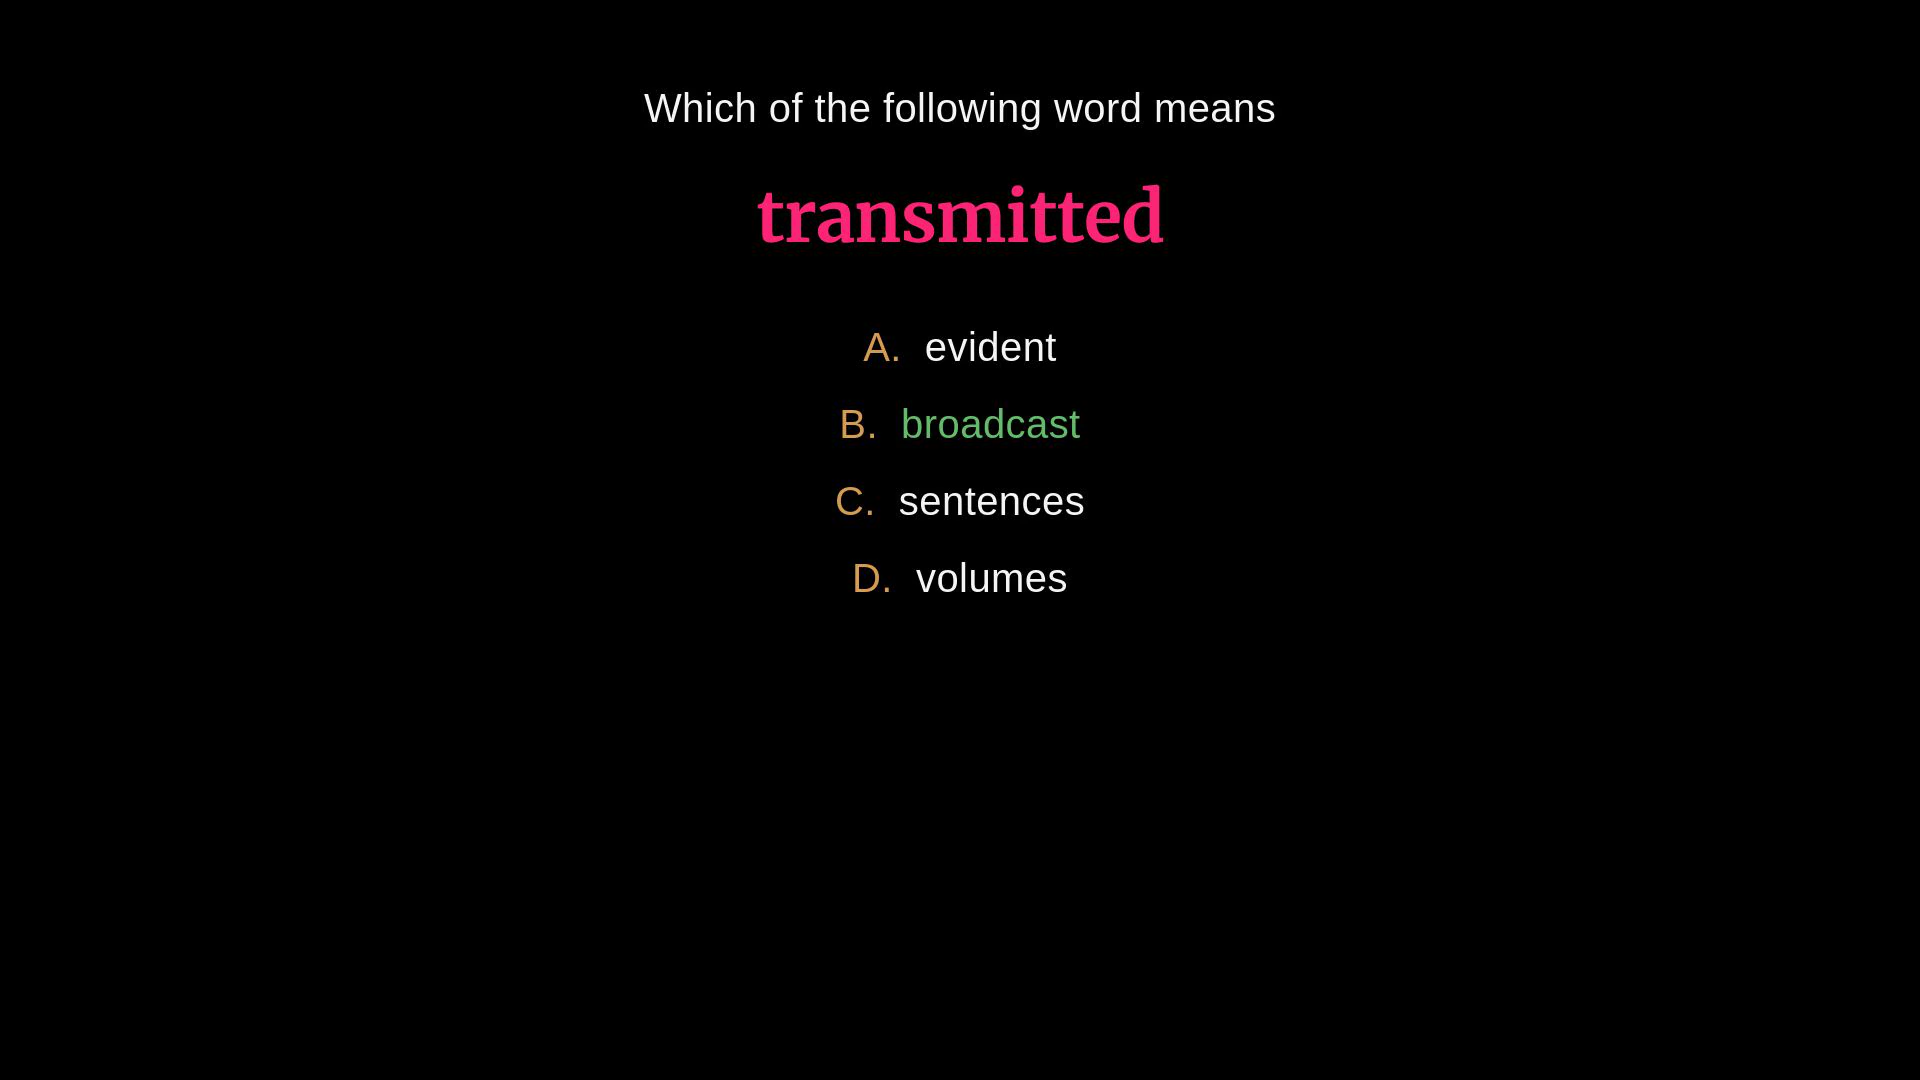 Which of the following word means
transmitted
A. evident
B. broadcast
C. sentences
D. volumes